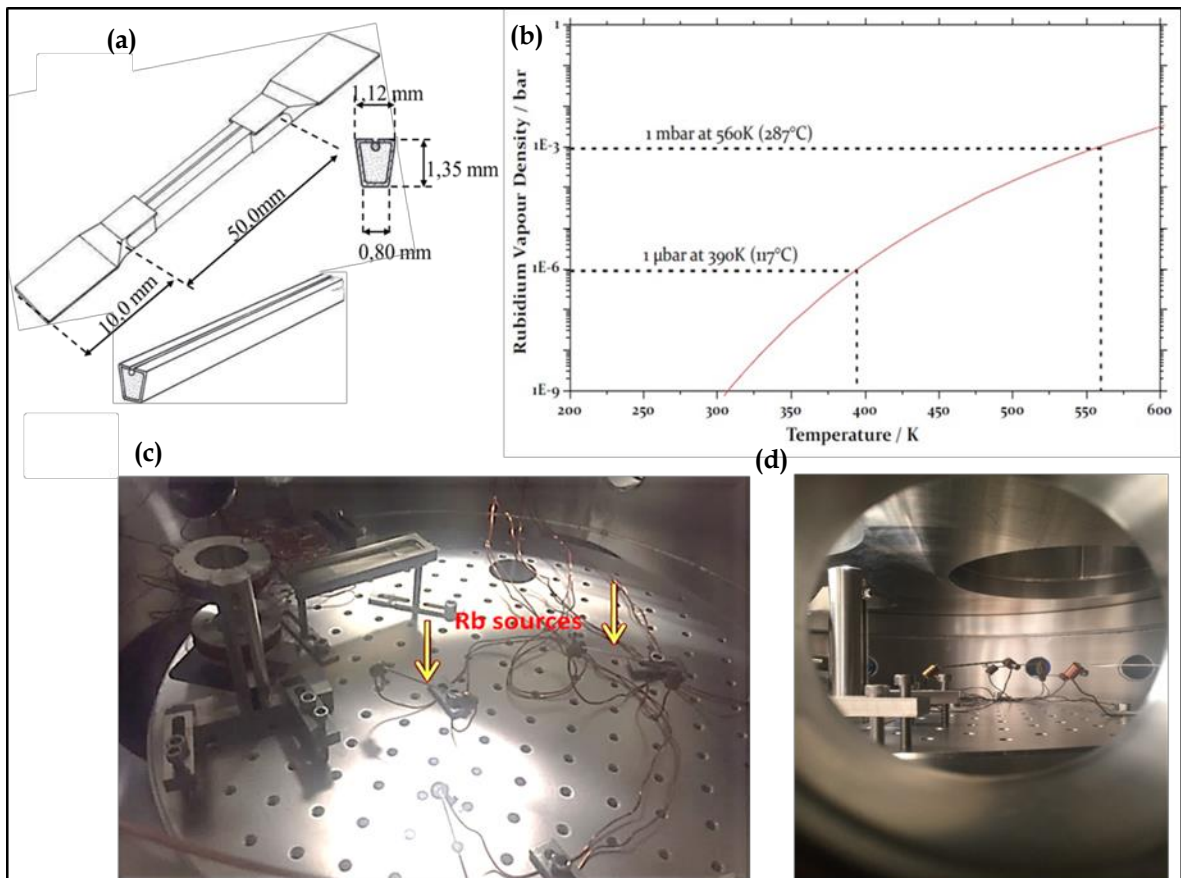 (a)
1,12 mm
1,35 mm
0,80 mm
50,0mm
10,0 mm
(b)
Rubidium Vapour Density / bar
1
1E-3
1E-6
1E-9
1 mbar at 560K (287°C)
1 µbar at 390K (117°C)
200 250 300 350 400 450 500 550 600
Temperature / K
(c)
Rb sources
(d)